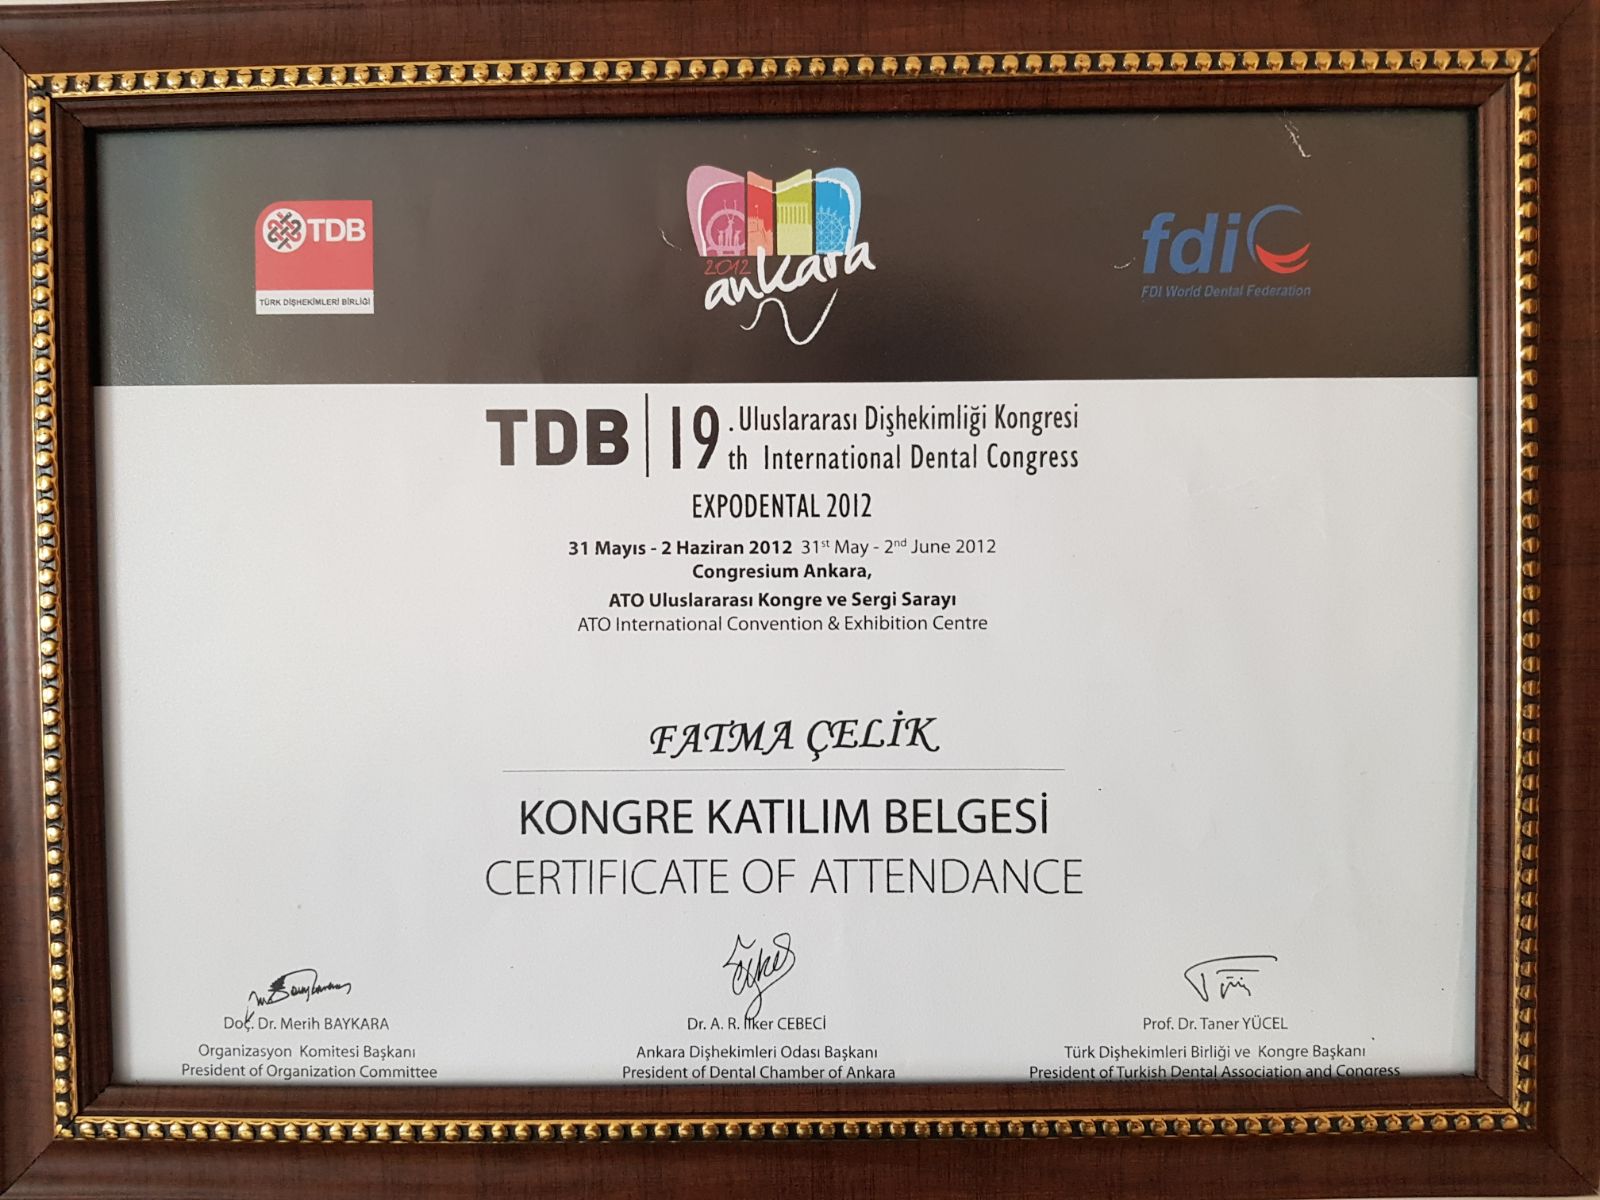 TDB
TÜRK DİŞHEKİMLERİ BİRLİĞİ
2012
ankara
fdi
FDI World Dental Federation
TDB 19. Uluslararası Dişhekimliği Kongresi
th International Dental Congress
EXPODENTAL 2012
31 Mayıs - 2 Haziran 2012 31st May - 2nd June 2012
Congresium Ankara,
ATO Uluslararası Kongre ve Sergi Sarayı
ATO International Convention & Exhibition Centre
FATMA ÇELİK
KONGRE KATILIM BELGESİ
CERTIFICATE OF ATTENDANCE
Doç. Dr. Merih BAYKARA
Organizasyon Komitesi Başkanı
President of Organization Committee
Dr. A. R. İlker CEBECİ
Ankara Dişhekimleri Odası Başkanı
President of Dental Chamber of Ankara
Prof. Dr. Taner YÜCEL
Türk Dişhekimleri Birliği ve Kongre Başkanı
President of Turkish Dental Association and Congress